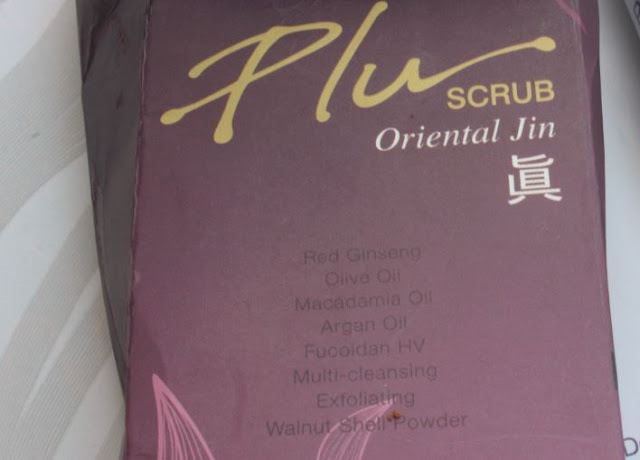 Plu
SCRUB
Oriental Jin
眞
Red Ginseng
Olive Oil
Macadamia Oil
Argan Oil
Fucoidan HV
Multi-cleansing
Exfoliating
Walnut Shell Powder